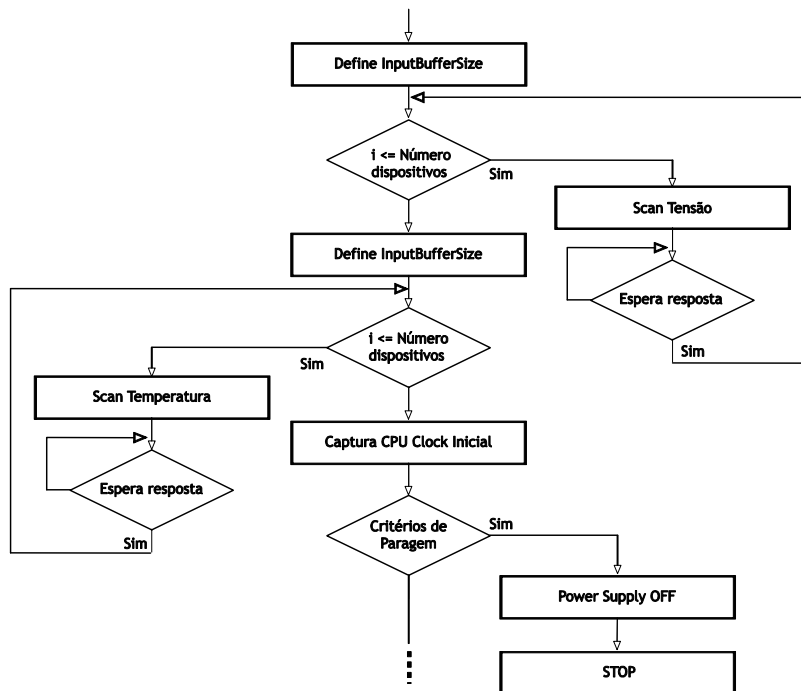 Define InputBufferSize
i <= Número
dispositivos
Sim
Scan Tensão
Define InputBufferSize
Espera resposta
Sim
i <= Número
dispositivos
Sim
Scan Temperatura
Captura CPU Clock Inicial
Espera resposta
Sim
Critérios de
Paragem
Sim
Power Supply OFF
STOP